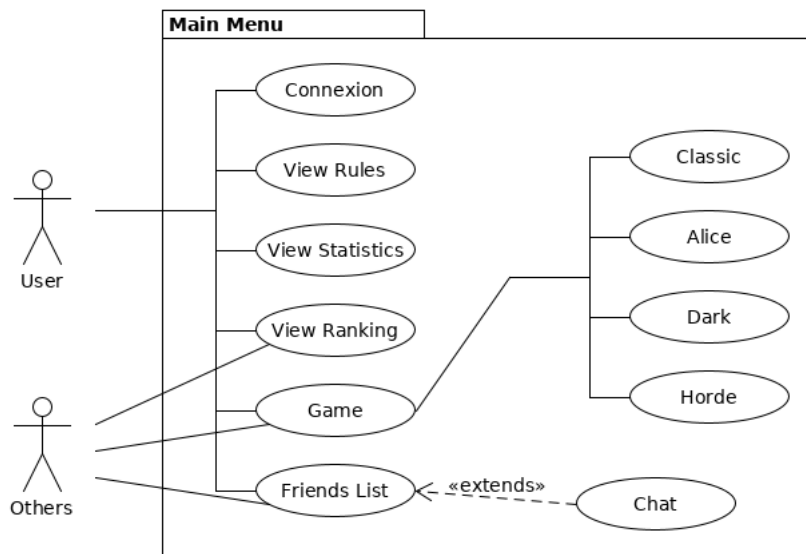 Main Menu
Connexion
View Rules
Classic
User
View Statistics
Alice
View Ranking
Dark
Others
Game
Horde
Friends List
«extends»
Chat